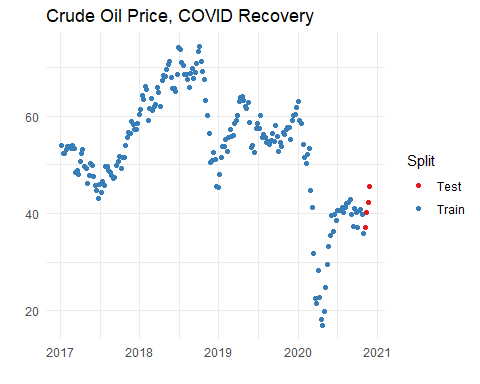 Crude Oil Price, COVID Recovery
60
40
20
2017 2018 2019 2020 2021
Split
Test
Train